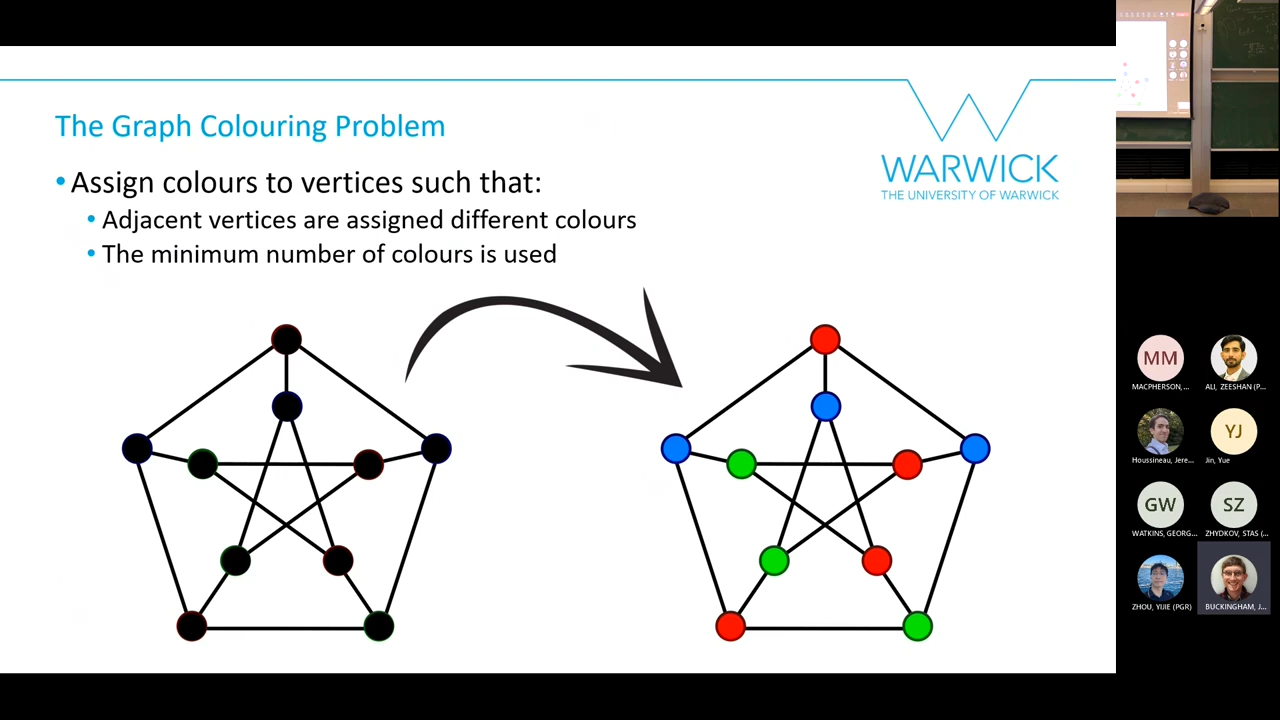 The Graph Colouring Problem
WARWICK
THE UNIVERSITY OF WARWICK
• Assign colours to vertices such that:
• Adjacent vertices are assigned different colours
• The minimum number of colours is used
MM
MACPHERSON,...
ALI, ZEESHAN (P...
Houssineau, Jere...
YJ
Jin, Yue
GW
WATKINS, GEORG...
SZ
ZHYDKOV, STAS (...
ZHOU, YIJIE (PGR)
BUCKINGHAM, J...